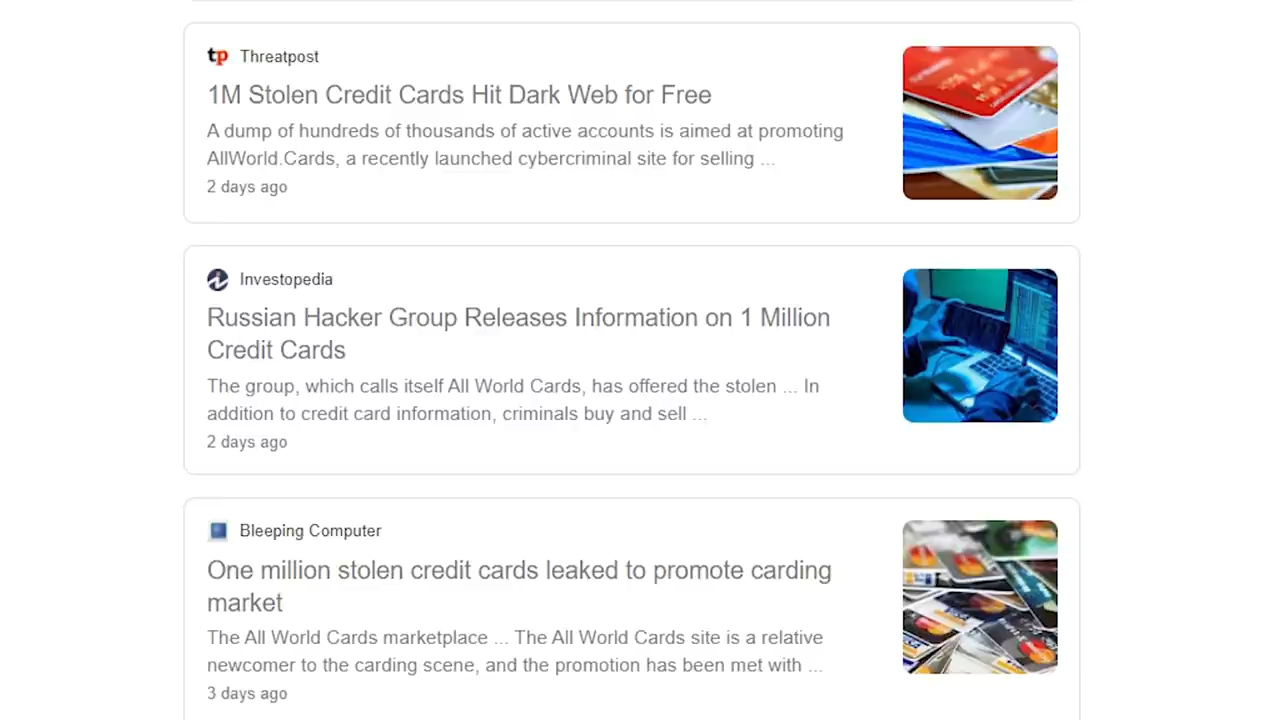 tp Threatpost
1M Stolen Credit Cards Hit Dark Web for Free
A dump of hundreds of thousands of active accounts is aimed at promoting
AllWorld.Cards, a recently launched cybercriminal site for selling ...
2 days ago
Investopedia
Russian Hacker Group Releases Information on 1 Million
Credit Cards
The group, which calls itself All World Cards, has offered the stolen ... In
addition to credit card information, criminals buy and sell ...
2 days ago
Bleeping Computer
One million stolen credit cards leaked to promote carding
market
The All World Cards marketplace ... The All World Cards site is a relative
newcomer to the carding scene, and the promotion has been met with ...
3 days ago